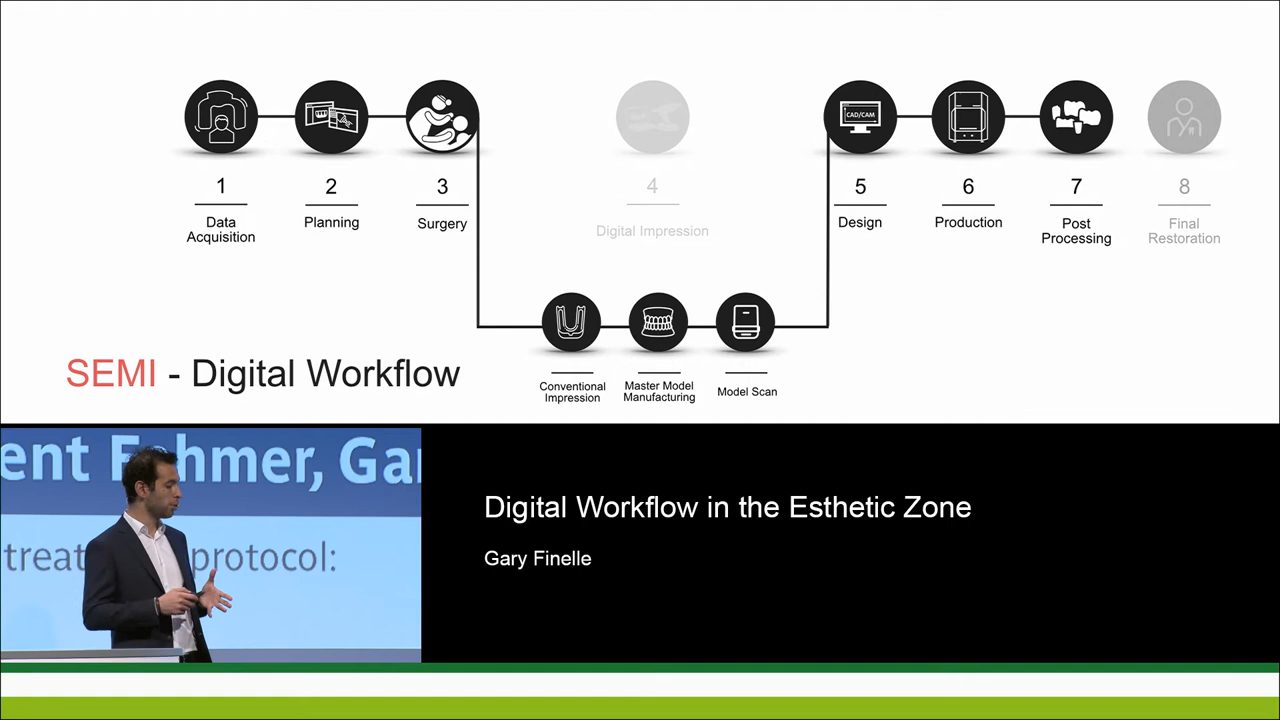 1
2
3
4
5
6
7
8
Data
Acquisition
Planning
Surgery
Digital Impression
CAD/CAM
Design
Production
Post
Processing
Final
Restoration
SEMI - Digital Workflow
Conventional
Impression
Master Model
Manufacturing
Model Scan
ent Fehmer, Gar
treat protocol:
Digital Workflow in the Esthetic Zone
Gary Finelle